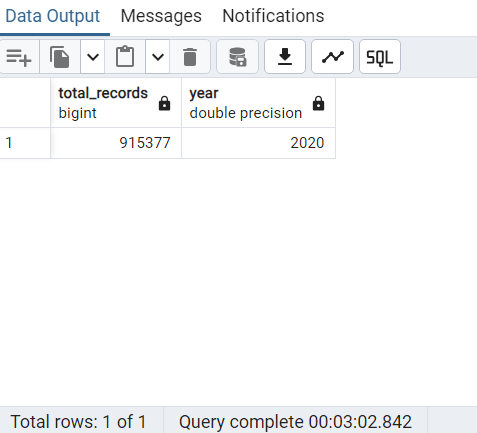 Data Output Messages Notifications
SQL
total_records year
bigint double precision
1 915377 2020
Total rows: 1 of 1 Query complete 00:03:02.842